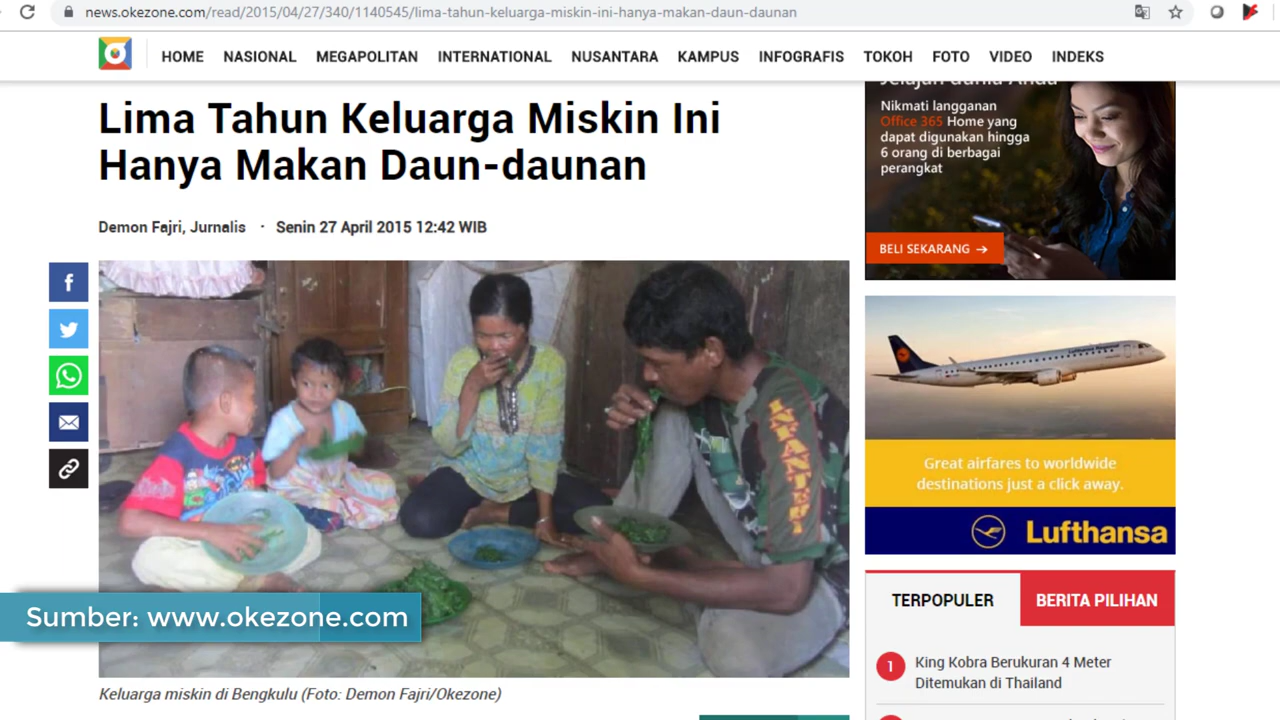 news.okezone.com/read/2015/04/27/340/1140545/lima-tahun-keluarga-miskin-ini-hanya-makan-daun-daunan
HOME NASIONAL MEGAPOLITAN INTERNATIONAL NUSANTARA KAMPUS INFOGRAFIS TOKOH FOTO VIDEO INDEKS
Lima Tahun Keluarga Miskin Ini
Hanya Makan Daun-daunan
Demon Fajri, Jurnalis · Senin 27 April 2015 12:42 WIB
INFANTERI
Sumber: www.okezone.com
Keluarga miskin di Bengkulu (Foto: Demon Fajri/Okezone)
Jelajah dunia Anda
Nikmati langganan
Office 365 Home yang
dapat digunakan hingga
6 orang di berbagai
perangkat
BELI SEKARANG →
Great airfares to worldwide
destinations just a click away.
Lufthansa
TERPOPULER BERITA PILIHAN
1 King Kobra Berukuran 4 Meter
Ditemukan di Thailand